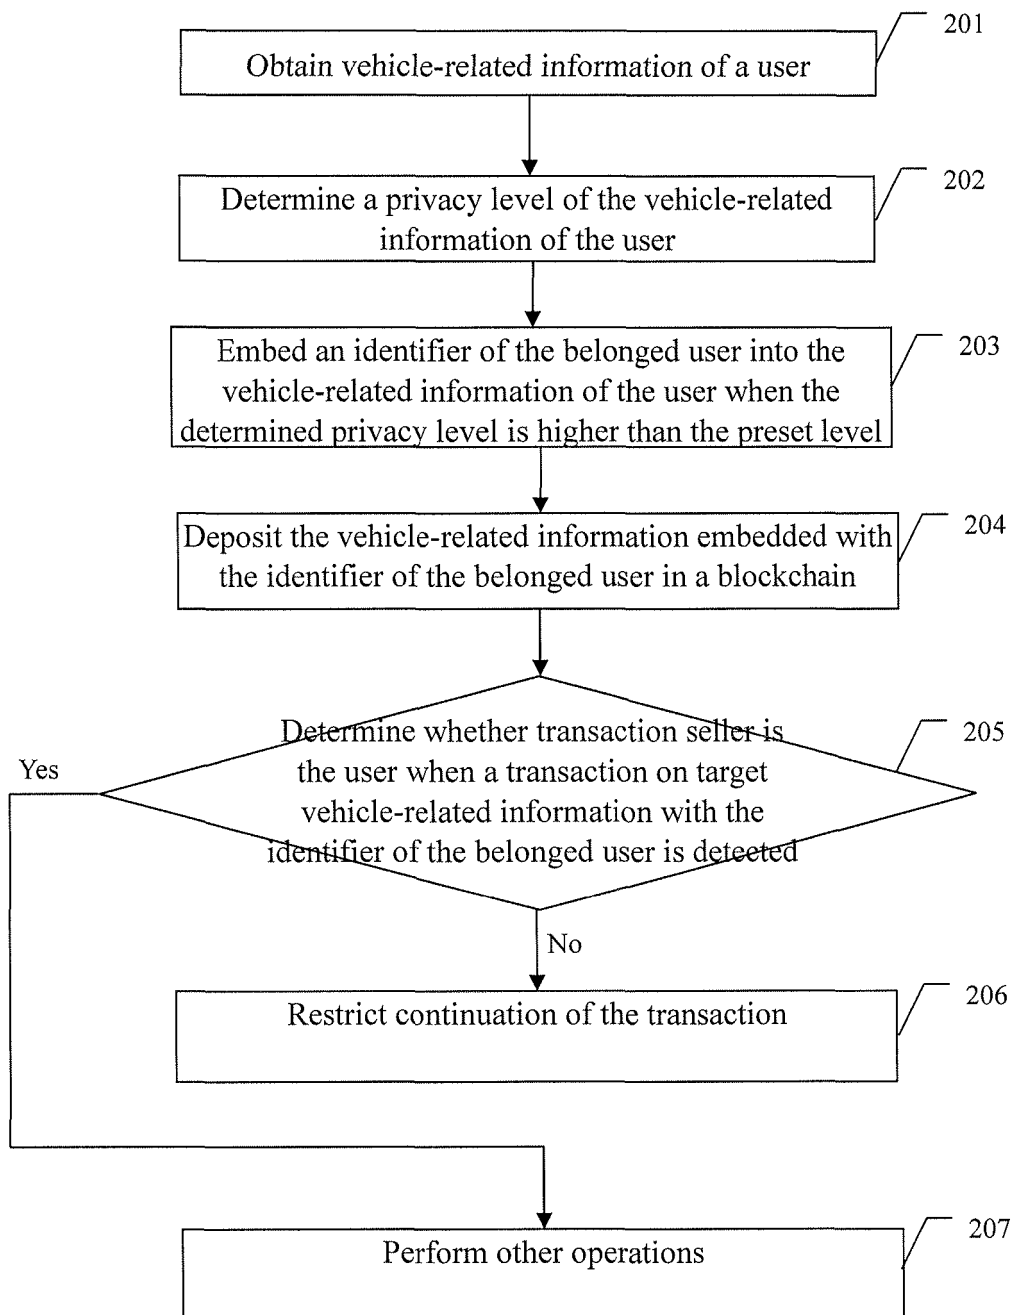 201
Obtain vehicle-related information of a user
202
Determine a privacy level of the vehicle-related
information of the user
203
Embed an identifier of the belonged user into the
vehicle-related information of the user when the
determined privacy level is higher than the preset level
204
Deposit the vehicle-related information embedded with
the identifier of the belonged user in a blockchain
205
Determine whether transaction seller is
the user when a transaction on target
vehicle-related information with the
identifier of the belonged user is detected
Yes
No
206
Restrict continuation of the transaction
207
Perform other operations